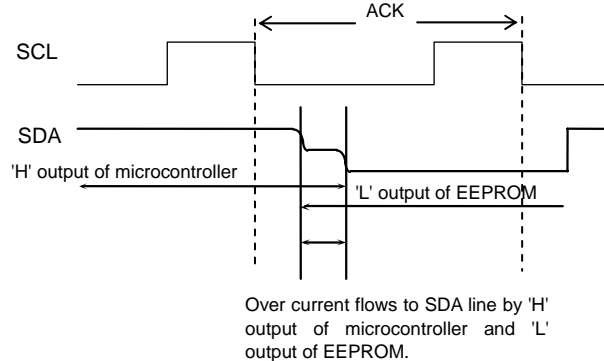 ACK
SCL
SDA
'H' output of microcontroller
'L' output of EEPROM
Over current flows to SDA line by 'H'
output of microcontroller and 'L'
output of EEPROM.